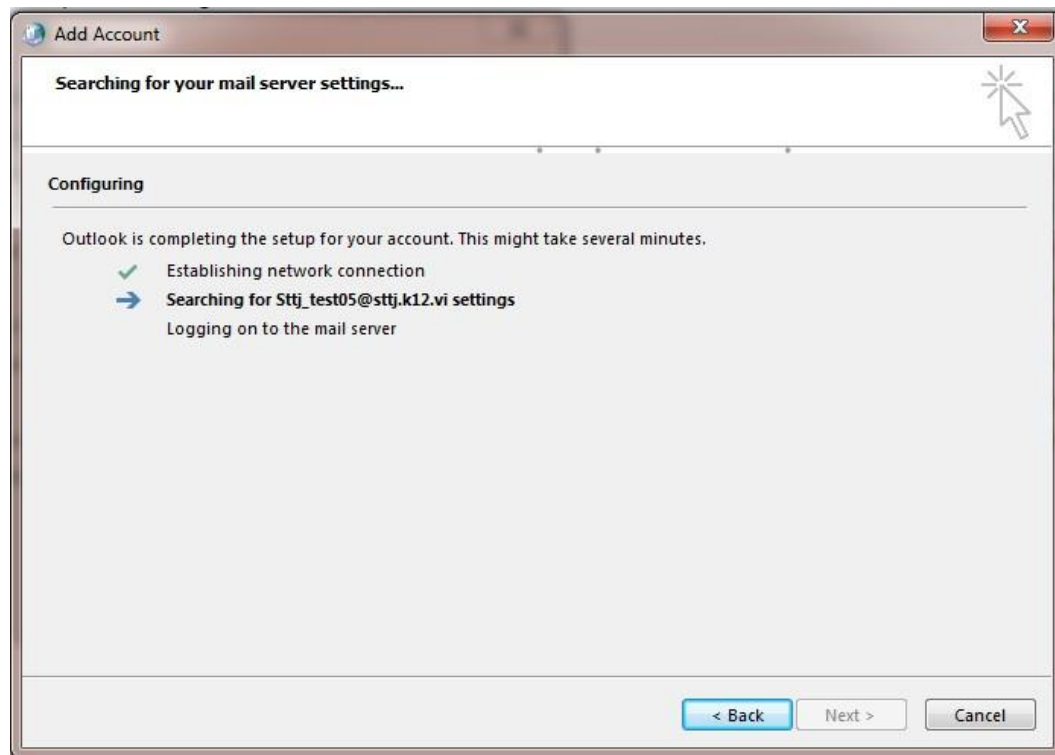 Add Account
Searching for your mail server settings...
Configuring
Outlook is completing the setup for your account. This might take several minutes.
Establishing network connection
Searching for Sttj_test05@sttj.k12.vi settings
Logging on to the mail server
< Back
Next >
Cancel